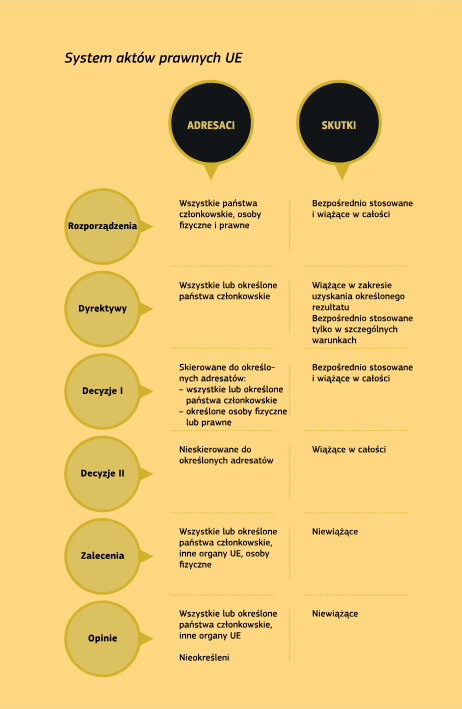 System aktów prawnych UE
ADRESACI
SKUTKI
Rozporządzenia
Wszystkie państwa
członkowskie, osoby
fizyczne i prawne
Bezpośrednio stosowane
i wiążące w całości
Dyrektywy
Wszystkie lub określone
państwa członkowskie
Wiążące w zakresie
uzyskania określonego
rezultatu
Bezpośrednio stosowane
tylko w szczególnych
warunkach
Decyzje I
Skierowane do określo-
nych adresatów:
– wszystkie lub określone
państwa członkowskie
– określone osoby fizyczne
lub prawne
Bezpośrednio stosowane
i wiążące w całości
Decyzje II
Nieskierowane do
określonych adresatów
Wiążące w całości
Zalecenia
Wszystkie lub określone
państwa członkowskie,
inne organy UE, osoby
fizyczne
Niewiążące
Opinie
Wszystkie lub określone
państwa członkowskie,
inne organy UE
Nieokreśleni
Niewiążące